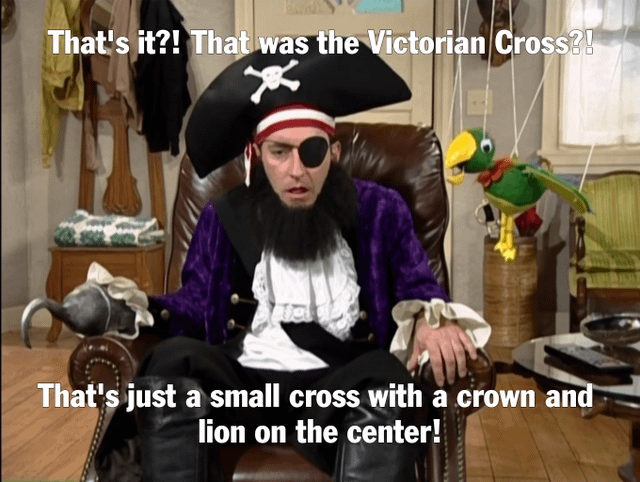 That's it?! That was the Victorian Cross?!
That's just a small cross with a crown and
lion on the center!